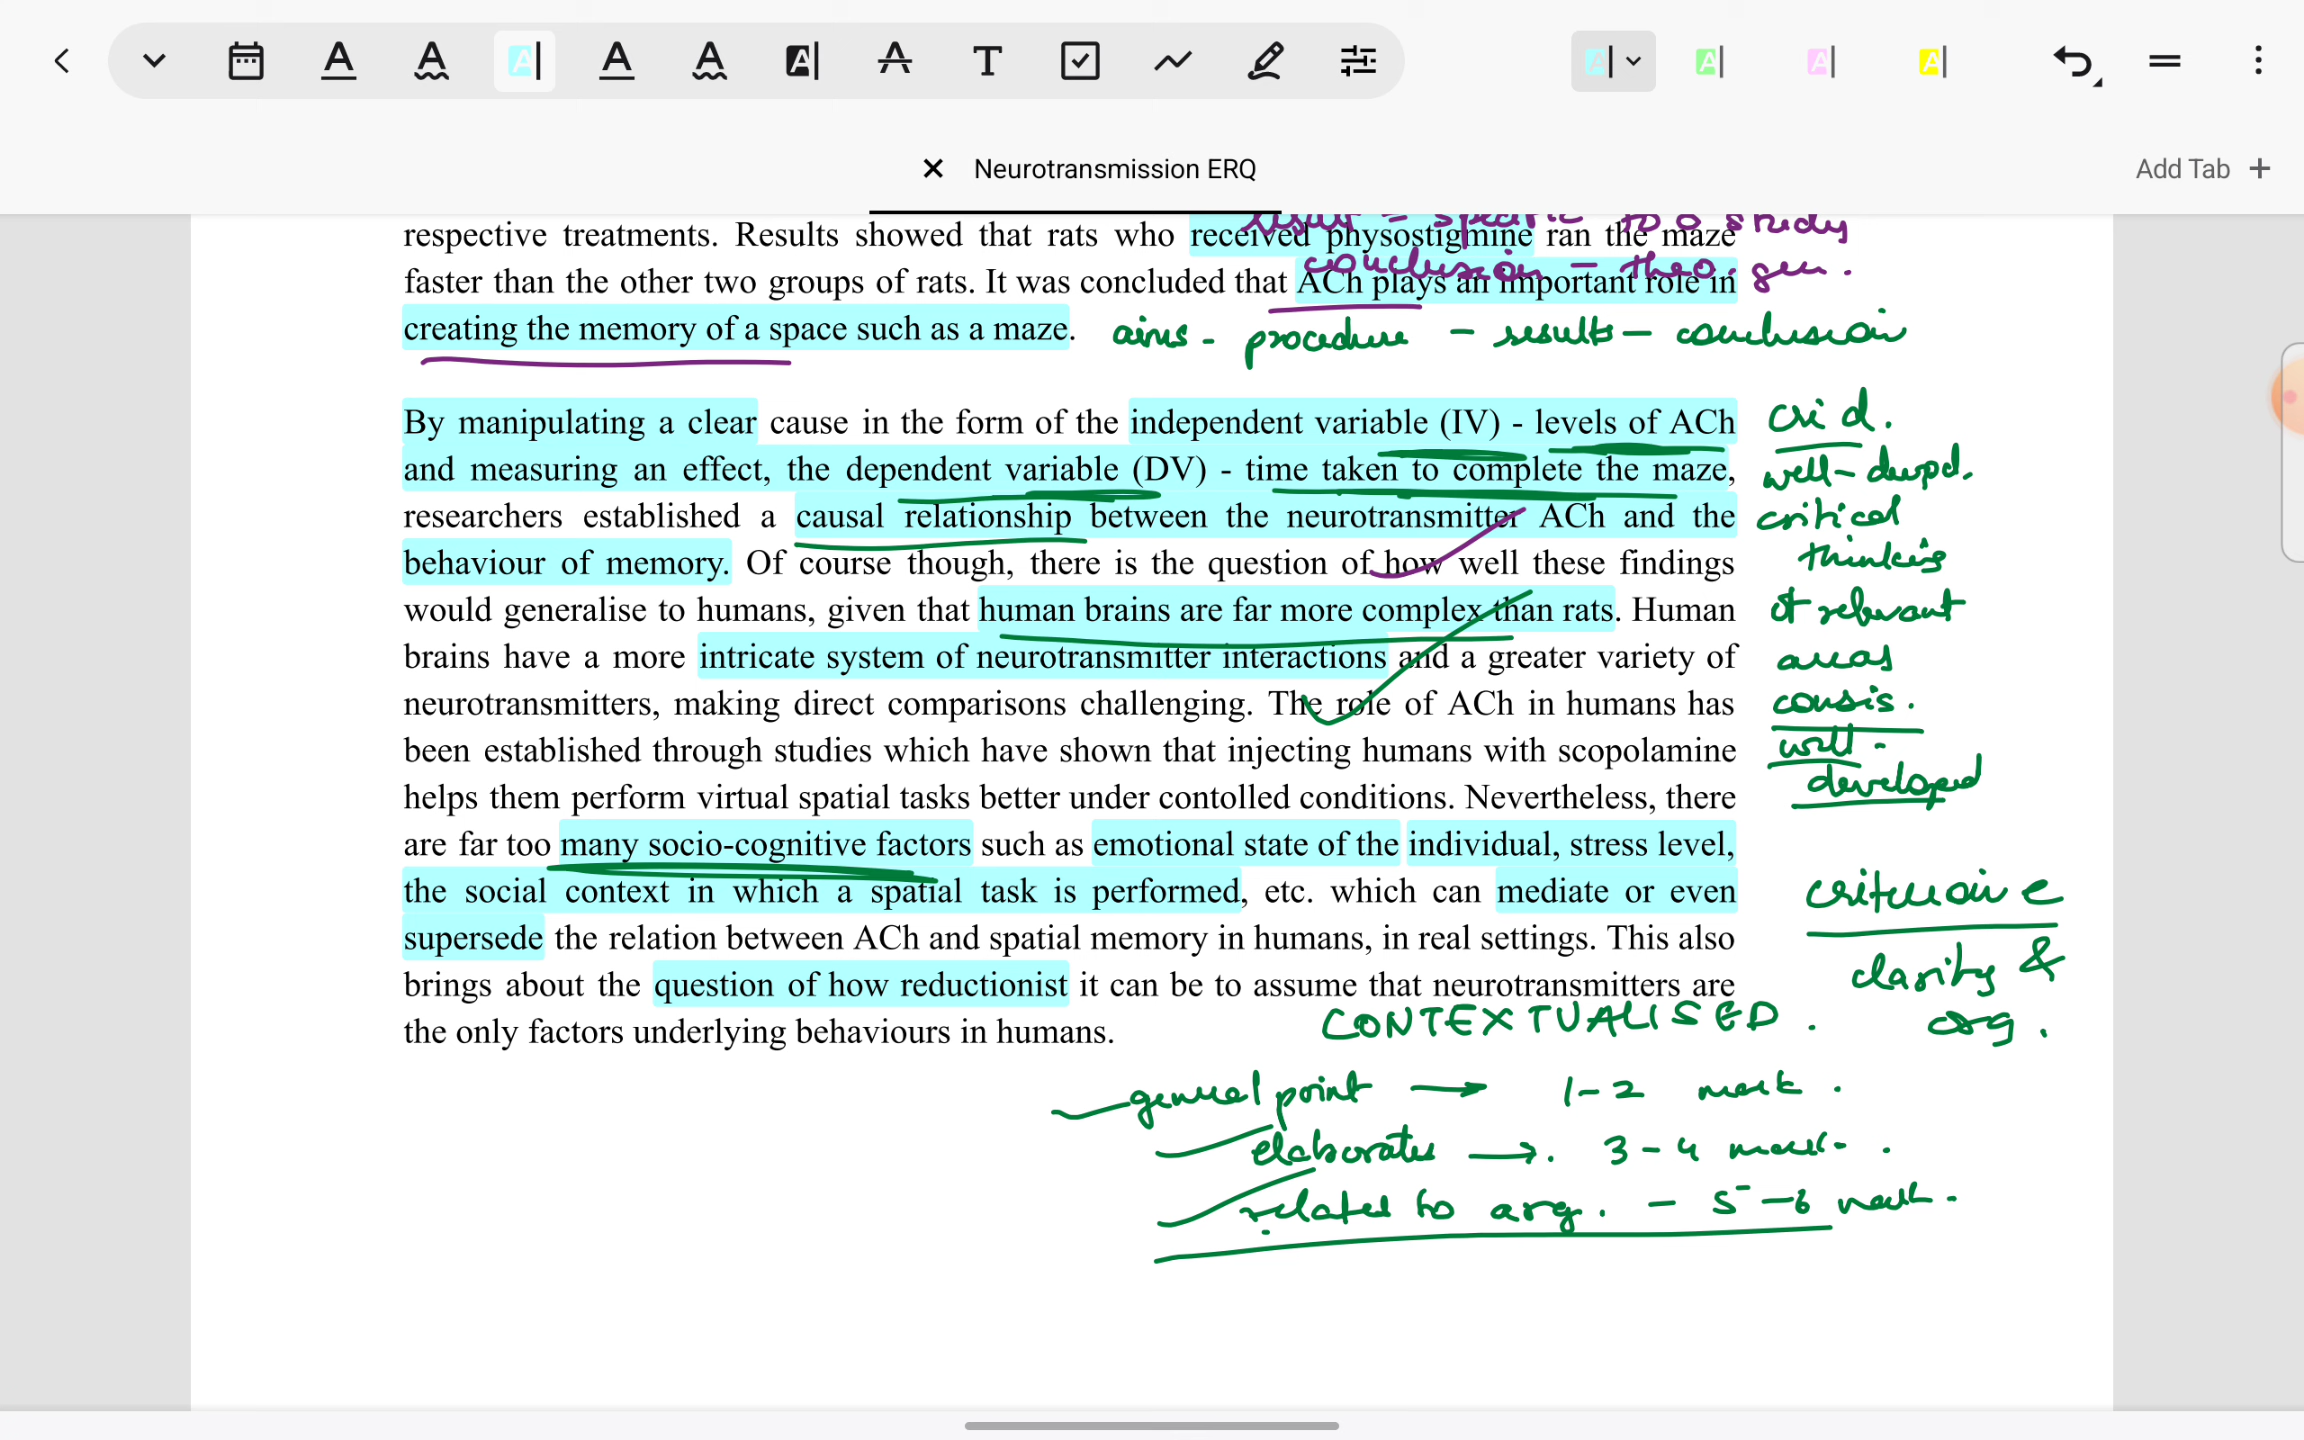 Neurotransmission ERQ
Add Tab +
result = specific to a study
respective treatments. Results showed that rats who received physostigmine ran the maze
conclusion – theo. gen.
faster than the other two groups of rats. It was concluded that ACh plays an important role in
creating the memory of a space such as a maze.
aims - procedure – results – conclusion
By manipulating a clear cause in the form of the independent variable (IV) - levels of ACh
and measuring an effect, the dependent variable (DV) - time taken to complete the maze,
researchers established a causal relationship between the neurotransmitter ACh and the
behaviour of memory. Of course though, there is the question of how well these findings
would generalise to humans, given that human brains are far more complex than rats. Human
brains have a more intricate system of neurotransmitter interactions and a greater variety of
neurotransmitters, making direct comparisons challenging. The role of ACh in humans has
been established through studies which have shown that injecting humans with scopolamine
helps them perform virtual spatial tasks better under contolled conditions. Nevertheless, there
are far too many socio-cognitive factors such as emotional state of the individual, stress level,
the social context in which a spatial task is performed, etc. which can mediate or even
supersede the relation between ACh and spatial memory in humans, in real settings. This also
brings about the question of how reductionist it can be to assume that neurotransmitters are
the only factors underlying behaviours in humans.
cri d.
well-
critical
thinking
of relevant
areas
consis.
well -
developed
criterion e
clarity &
org.
CONTEXTUALISED.
general point → 1-2 mark.
elaborates →. 3-4 mark.
related to arg. – 5-6 mark.